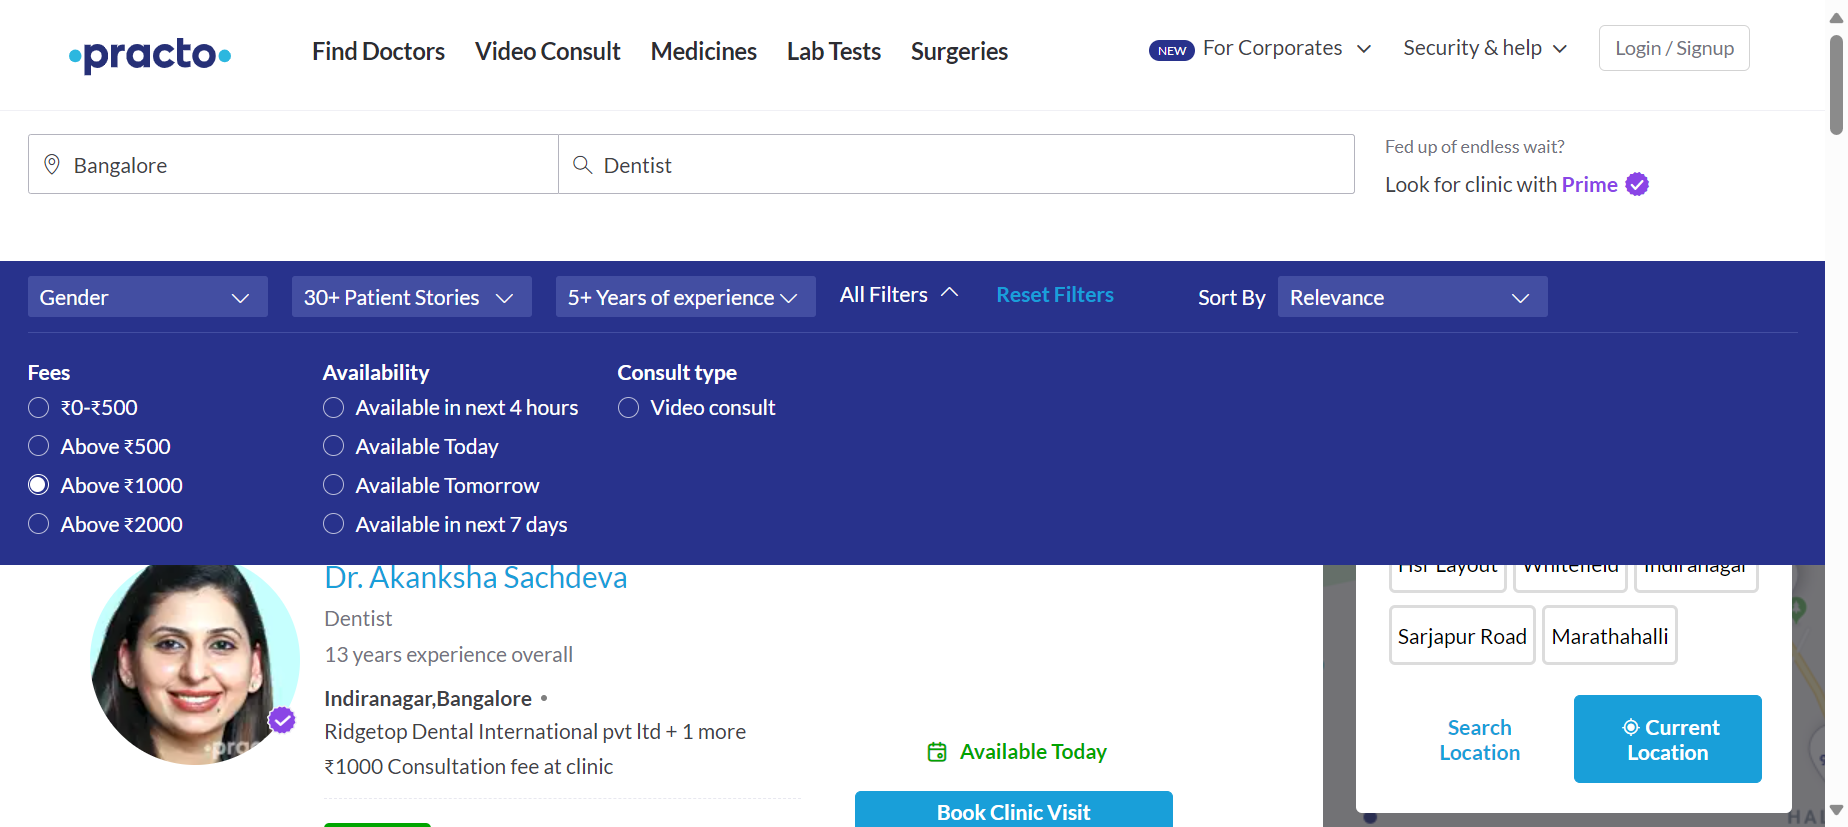 practo
Find Doctors Video Consult Medicines Lab Tests Surgeries
NEW For Corporates Security & help Login / Signup
Bangalore Dentist
Fed up of endless wait?
Look for clinic with Prime
Gender 30+ Patient Stories 5+ Years of experience All Filters Reset Filters Sort By Relevance
Fees Availability Consult type
₹0-₹500 Available in next 4 hours Video consult
Above ₹500 Available Today
Above ₹1000 Available Tomorrow
Above ₹2000 Available in next 7 days
Dr. Akanksha Sachdeva
Dentist
13 years experience overall
Indiranagar,Bangalore •
Ridgetop Dental International pvt ltd + 1 more
₹1000 Consultation fee at clinic
Available Today
Book Clinic Visit
Hsr Layout Whitefield Indiranagar
Sarjapur Road Marathahalli
Search Location
Current Location